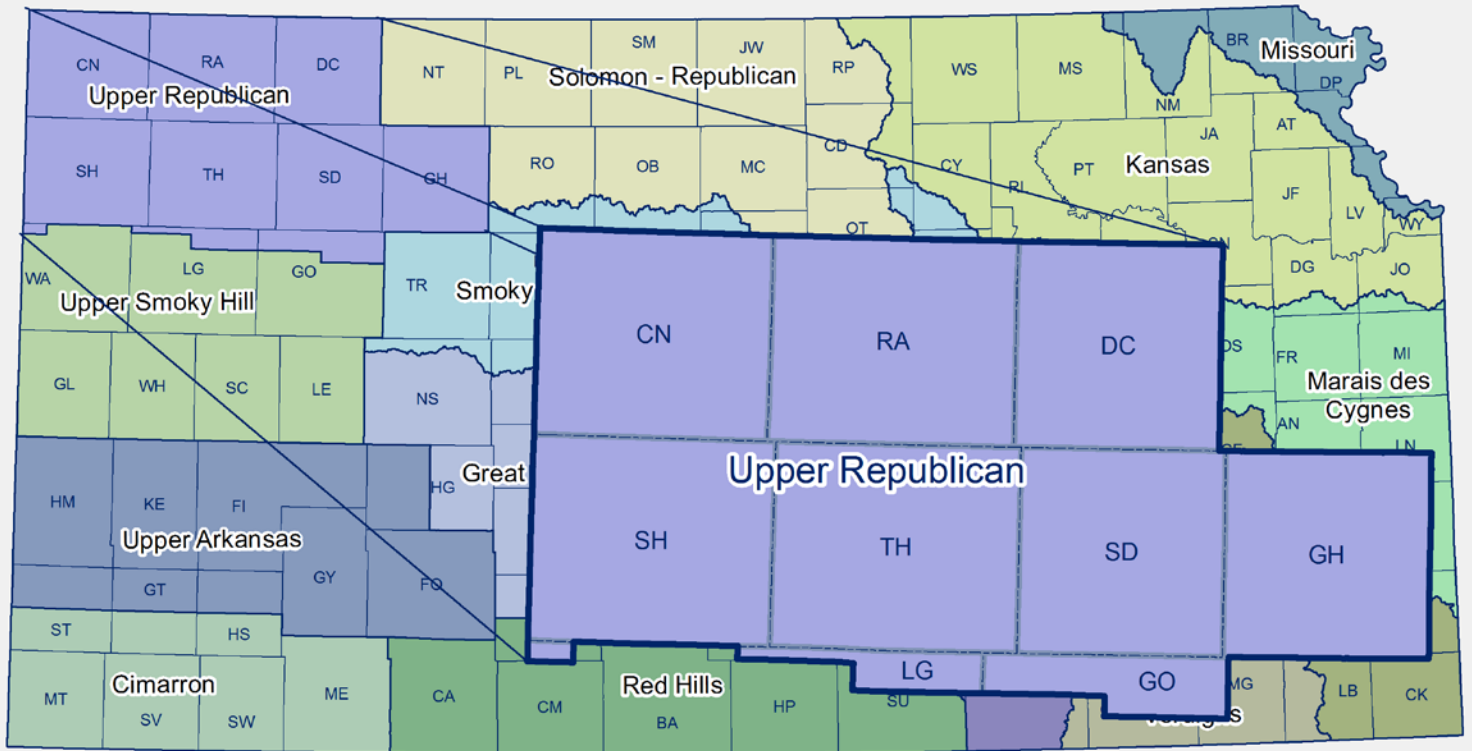 CN
RA
DC
Upper Republican
SH
TH
SD
GH
NT
PL
SM
JW
RP
Solomon - Republican
RO
OB
MC
CD
OT
WS
MS
NM
BR
DP
Missouri
CY
RL
PT
JA
AT
Kansas
JF
LV
WY
DG
JO
WA
LG
GO
Upper Smoky Hill
TR
Smoky
GL
WH
SC
LE
NS
HG
Great
HM
KE
FI
Upper Arkansas
GT
GY
FO
ST
HS
Cimarron
MT
SV
SW
ME
CA
CM
Red Hills
BA
HP
SU
FR
MI
Marais des
Cygnes
AN
LN
MG
LB
CK
CN
RA
DC
Upper Republican
SH
TH
SD
GH
LG
GO